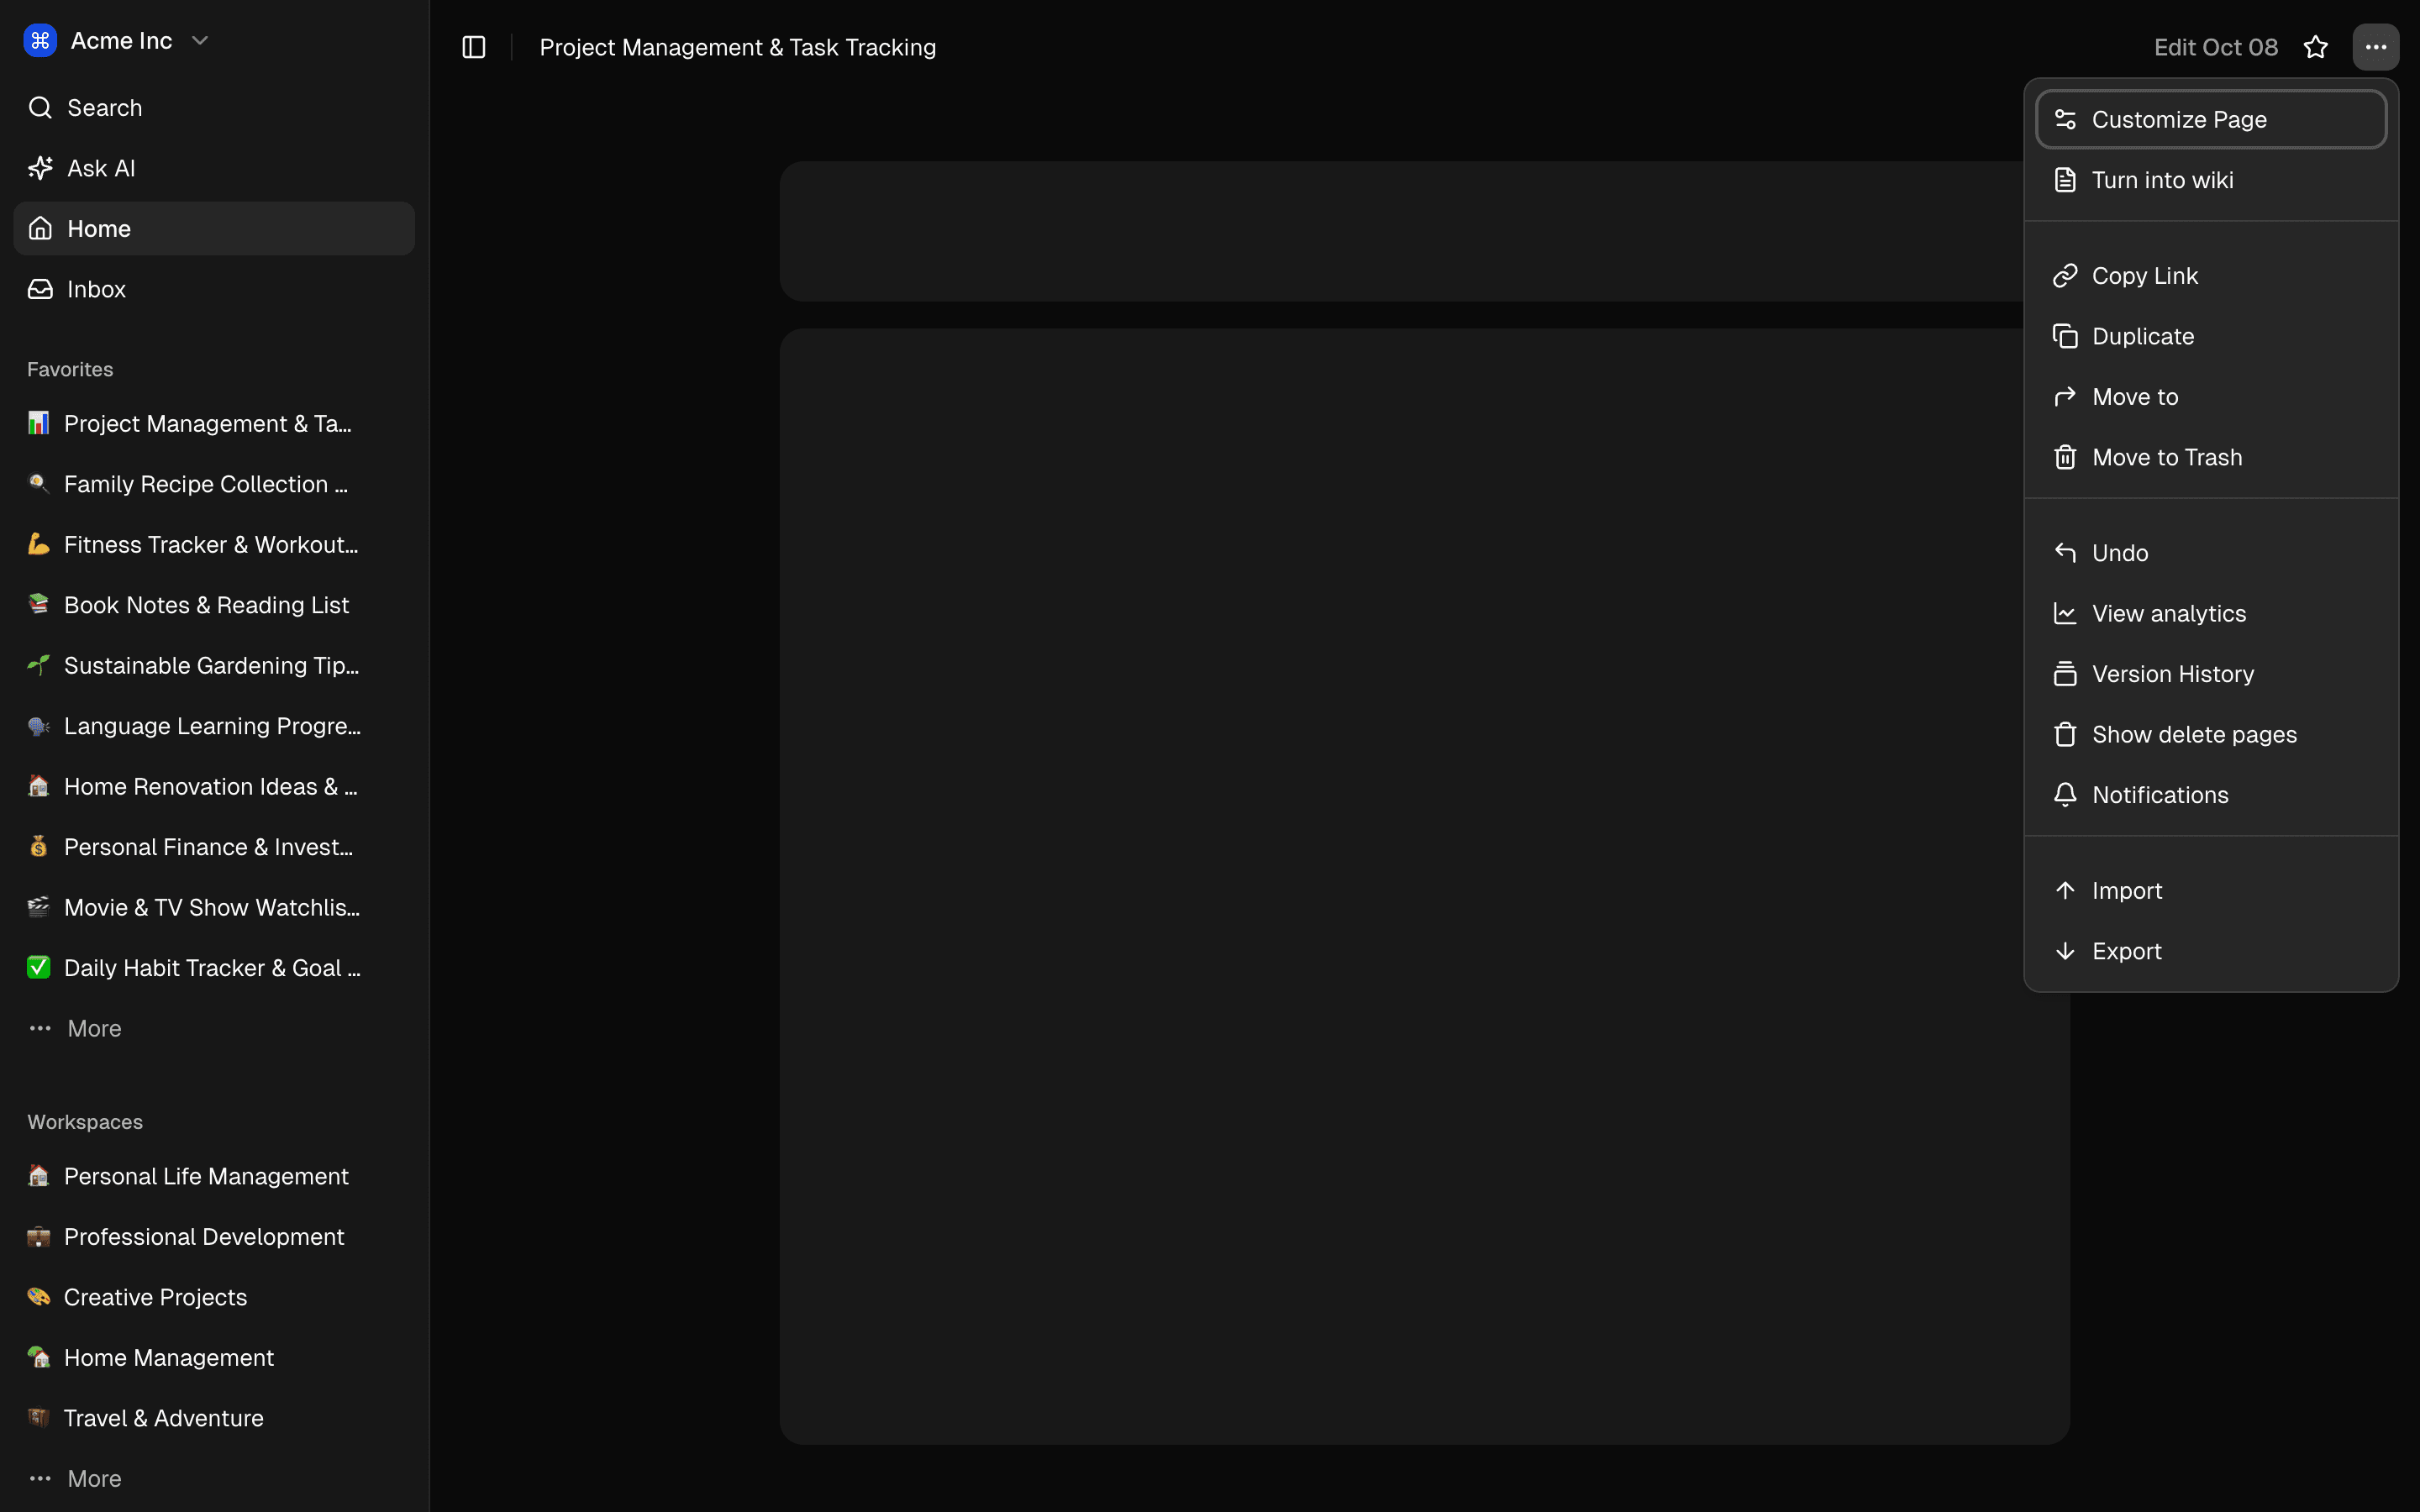 Acme Inc
Search
Ask AI
Home
Inbox
Favorites
Project Management & Ta...
Family Recipe Collection ...
Fitness Tracker & Workout...
Book Notes & Reading List
Sustainable Gardening Tip...
Language Learning Progre...
Home Renovation Ideas & ...
Personal Finance & Invest...
Movie & TV Show Watchlis...
Daily Habit Tracker & Goal ...
More
Workspaces
Personal Life Management
Professional Development
Creative Projects
Home Management
Travel & Adventure
More
Project Management & Task Tracking
Edit Oct 08
Customize Page
Turn into wiki
Copy Link
Duplicate
Move to
Move to Trash
Undo
View analytics
Version History
Show delete pages
Notifications
Import
Export